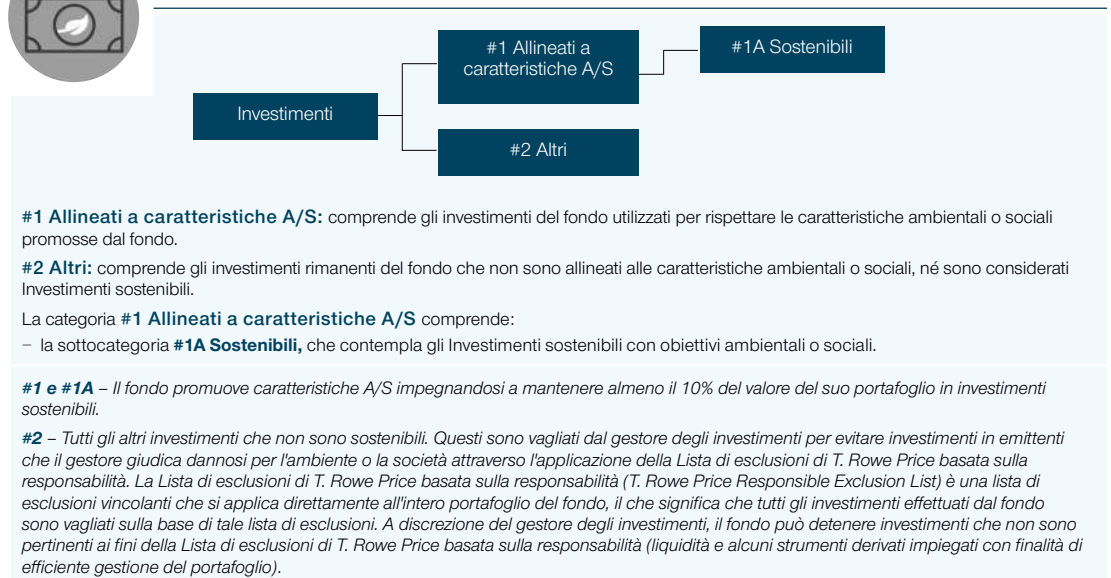 #1 Allineati a
caratteristiche A/S
#1A Sostenibili
Investimenti
#2 Altri
#1 Allineati a caratteristiche A/S: comprende gli investimenti del fondo utilizzati per rispettare le caratteristiche ambientali o sociali
promosse dal fondo.
#2 Altri: comprende gli investimenti rimanenti del fondo che non sono allineati alle caratteristiche ambientali o sociali, né sono considerati
Investimenti sostenibili.
La categoria #1 Allineati a caratteristiche A/S comprende:
– la sottocategoria #1A Sostenibili, che contempla gli Investimenti sostenibili con obiettivi ambientali o sociali.
#1 e #1A – Il fondo promuove caratteristiche A/S impegnandosi a mantenere almeno il 10% del valore del suo portafoglio in investimenti
sostenibili.
#2 – Tutti gli altri investimenti che non sono sostenibili. Questi sono vagliati dal gestore degli investimenti per evitare investimenti in emittenti
che il gestore giudica dannosi per l'ambiente o la società attraverso l'applicazione della Lista di esclusioni di T. Rowe Price basata sulla
responsabilità. La Lista di esclusioni di T. Rowe Price basata sulla responsabilità (T. Rowe Price Responsible Exclusion List) è una lista di
esclusioni vincolanti che si applica direttamente all'intero portafoglio del fondo, il che significa che tutti gli investimenti effettuati dal fondo
sono vagliati sulla base di tale lista di esclusioni. A discrezione del gestore degli investimenti, il fondo può detenere investimenti che non sono
pertinenti ai fini della Lista di esclusioni di T. Rowe Price basata sulla responsabilità (liquidità e alcuni strumenti derivati impiegati con finalità di
efficiente gestione del portafoglio).